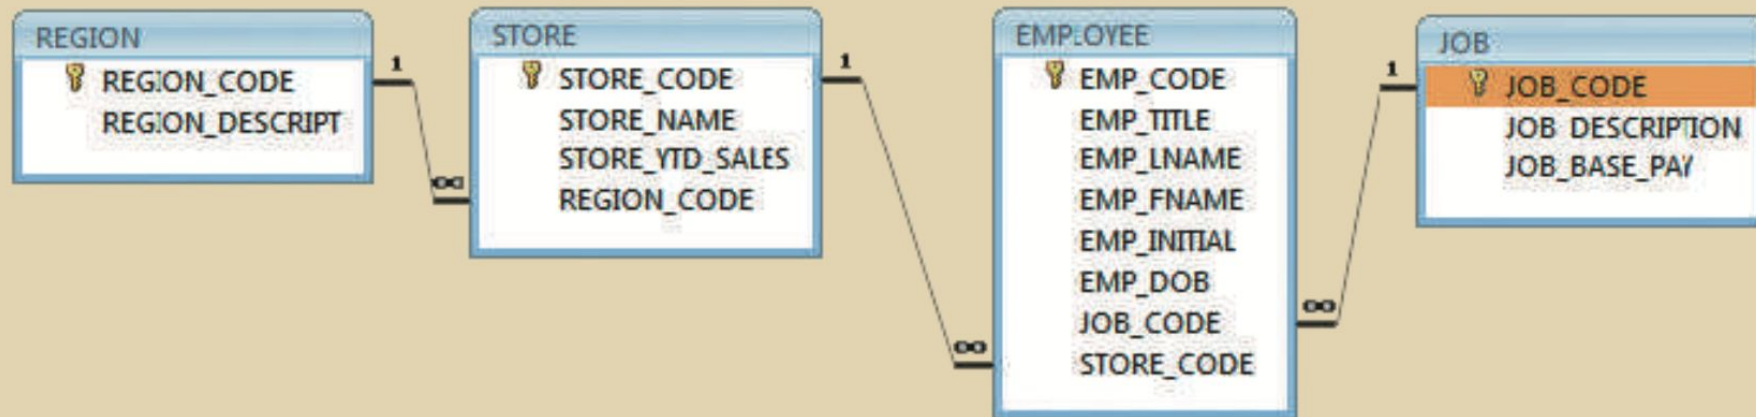 REGION
REGION_CODE
REGION_DESCRIPT
1
∞
STORE
STORE_CODE
STORE_NAME
STORE_YTD_SALES
REGION_CODE
1
∞
EMPLOYEE
EMP_CODE
EMP_TITLE
EMP_LNAME
EMP_FNAME
EMP_INITIAL
EMP_DOB
JOB_CODE
STORE_CODE
1
∞
JOB
JOB_CODE
JOB_DESCRIPTION
JOB_BASE_PAY